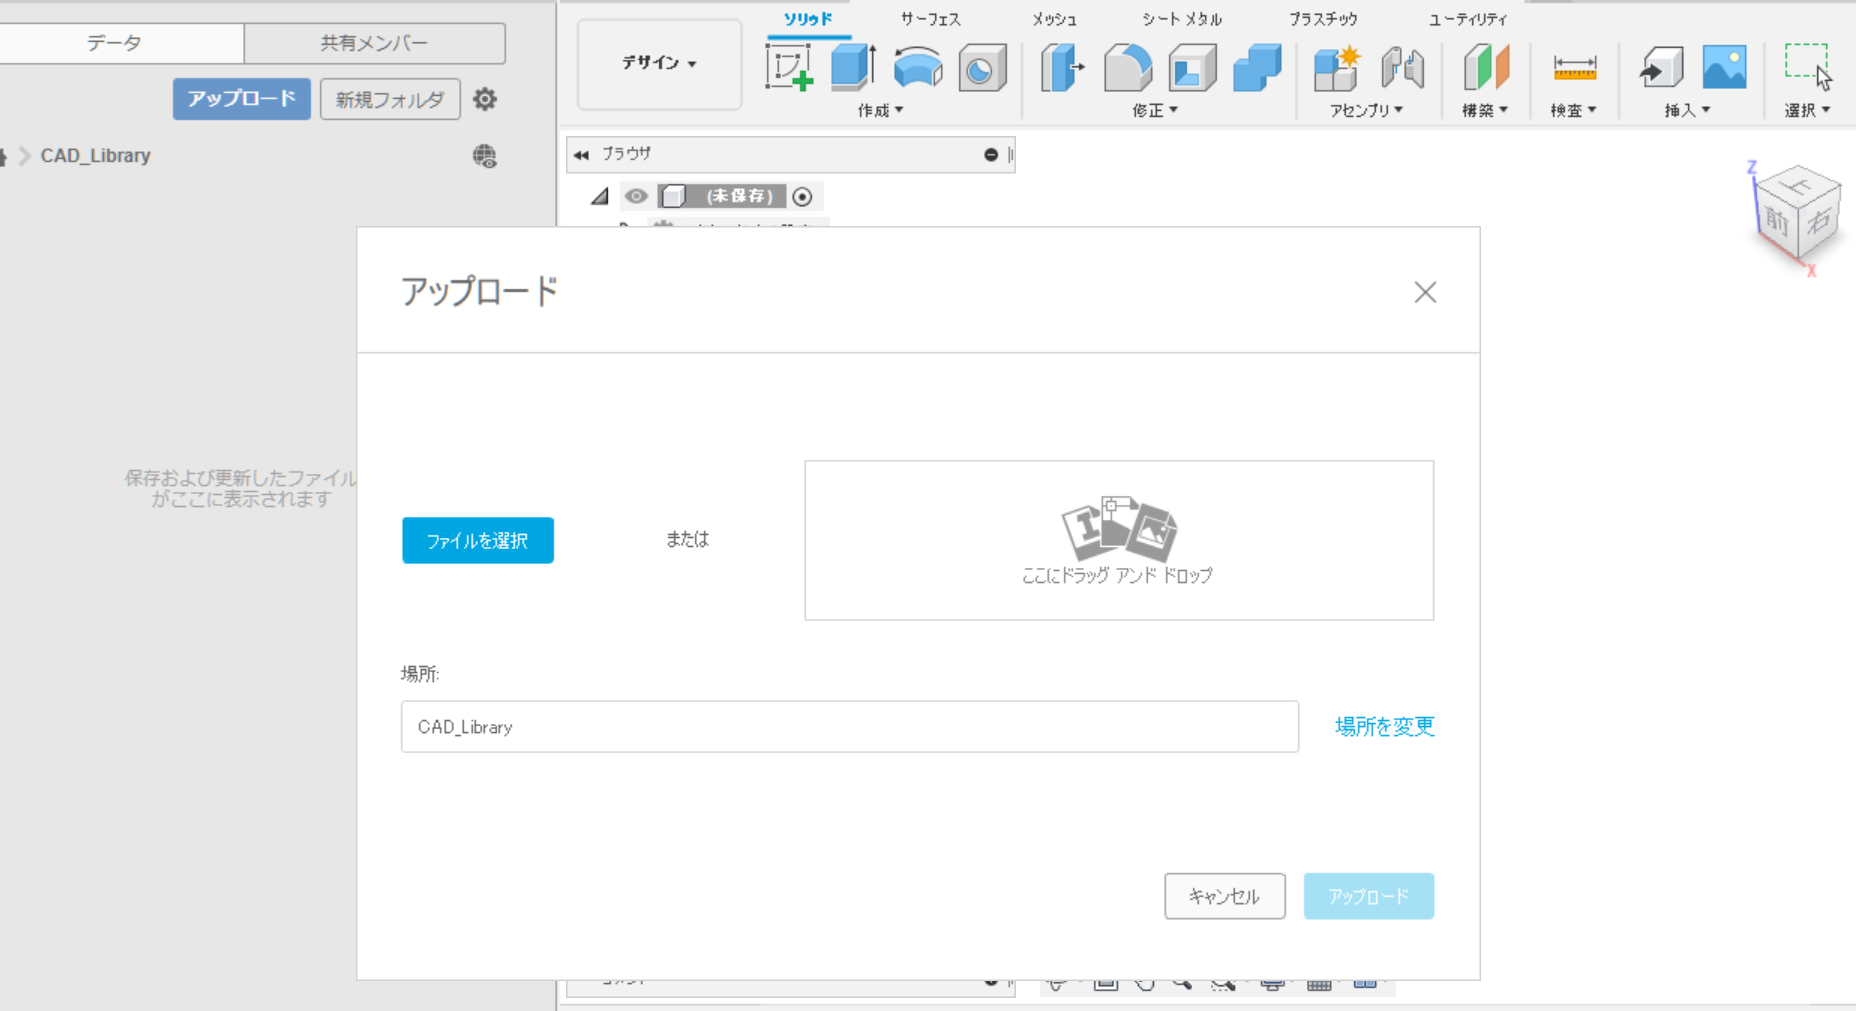 データ
共有メンバー
アップロード
新規フォルダ
CAD_Library
保存および更新したファイル
がここに表示されます
ソリッド
サーフェス
メッシュ
シート メタル
プラスチック
ユーティリティ
デザイン
作成
修正
アセンブリ
構築
検査
挿入
選択
ブラウザ
(未保存)
Z
上
前
右
X
アップロード
ファイルを選択
または
ここにドラッグ アンド ドロップ
場所:
CAD_Library
場所を変更
キャンセル
アップロード